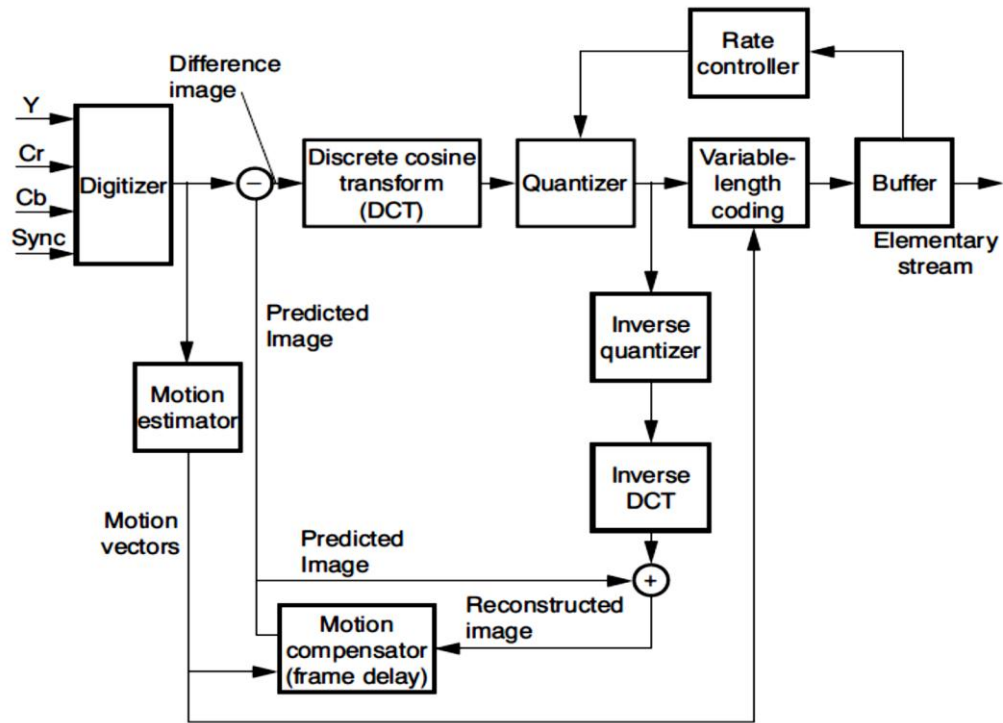 Rate
controller
Difference
image
Y
Cr
Cb
Sync
Digitizer
−
Discrete cosine
transform
(DCT)
Quantizer
Variable-
length
coding
Buffer
Elementary
stream
Predicted
Image
Inverse
quantizer
Motion
estimator
Inverse
DCT
Motion
vectors
Predicted
Image
+
Reconstructed
image
Motion
compensator
(frame delay)